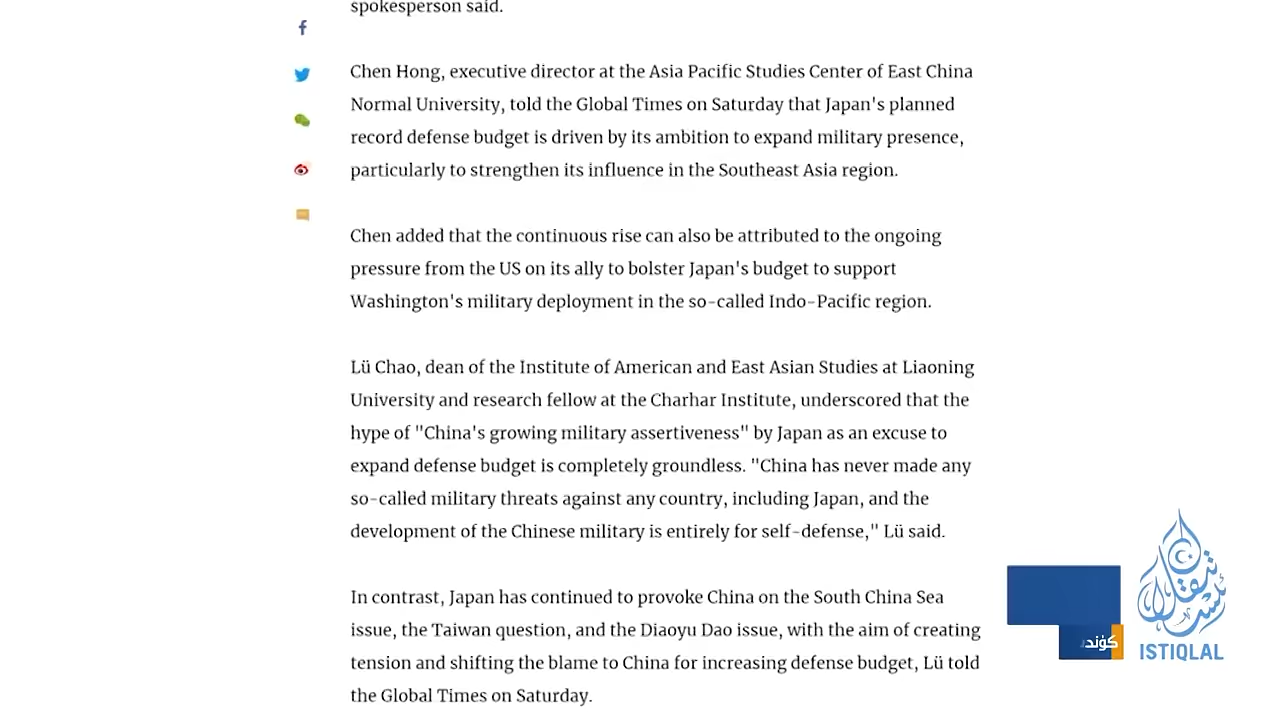 spokesperson said.
Chen Hong, executive director at the Asia Pacific Studies Center of East China
Normal University, told the Global Times on Saturday that Japan's planned
record defense budget is driven by its ambition to expand military presence,
particularly to strengthen its influence in the Southeast Asia region.
Chen added that the continuous rise can also be attributed to the ongoing
pressure from the US on its ally to bolster Japan's budget to support
Washington's military deployment in the so-called Indo-Pacific region.
Lü Chao, dean of the Institute of American and East Asian Studies at Liaoning
University and research fellow at the Charhar Institute, underscored that the
hype of "China's growing military assertiveness" by Japan as an excuse to
expand defense budget is completely groundless. "China has never made any
so-called military threats against any country, including Japan, and the
development of the Chinese military is entirely for self-defense," Lü said.
In contrast, Japan has continued to provoke China on the South China Sea
issue, the Taiwan question, and the Diaoyu Dao issue, with the aim of creating
tension and shifting the blame to China for increasing defense budget, Lü told
the Global Times on Saturday.
ISTIQLAL